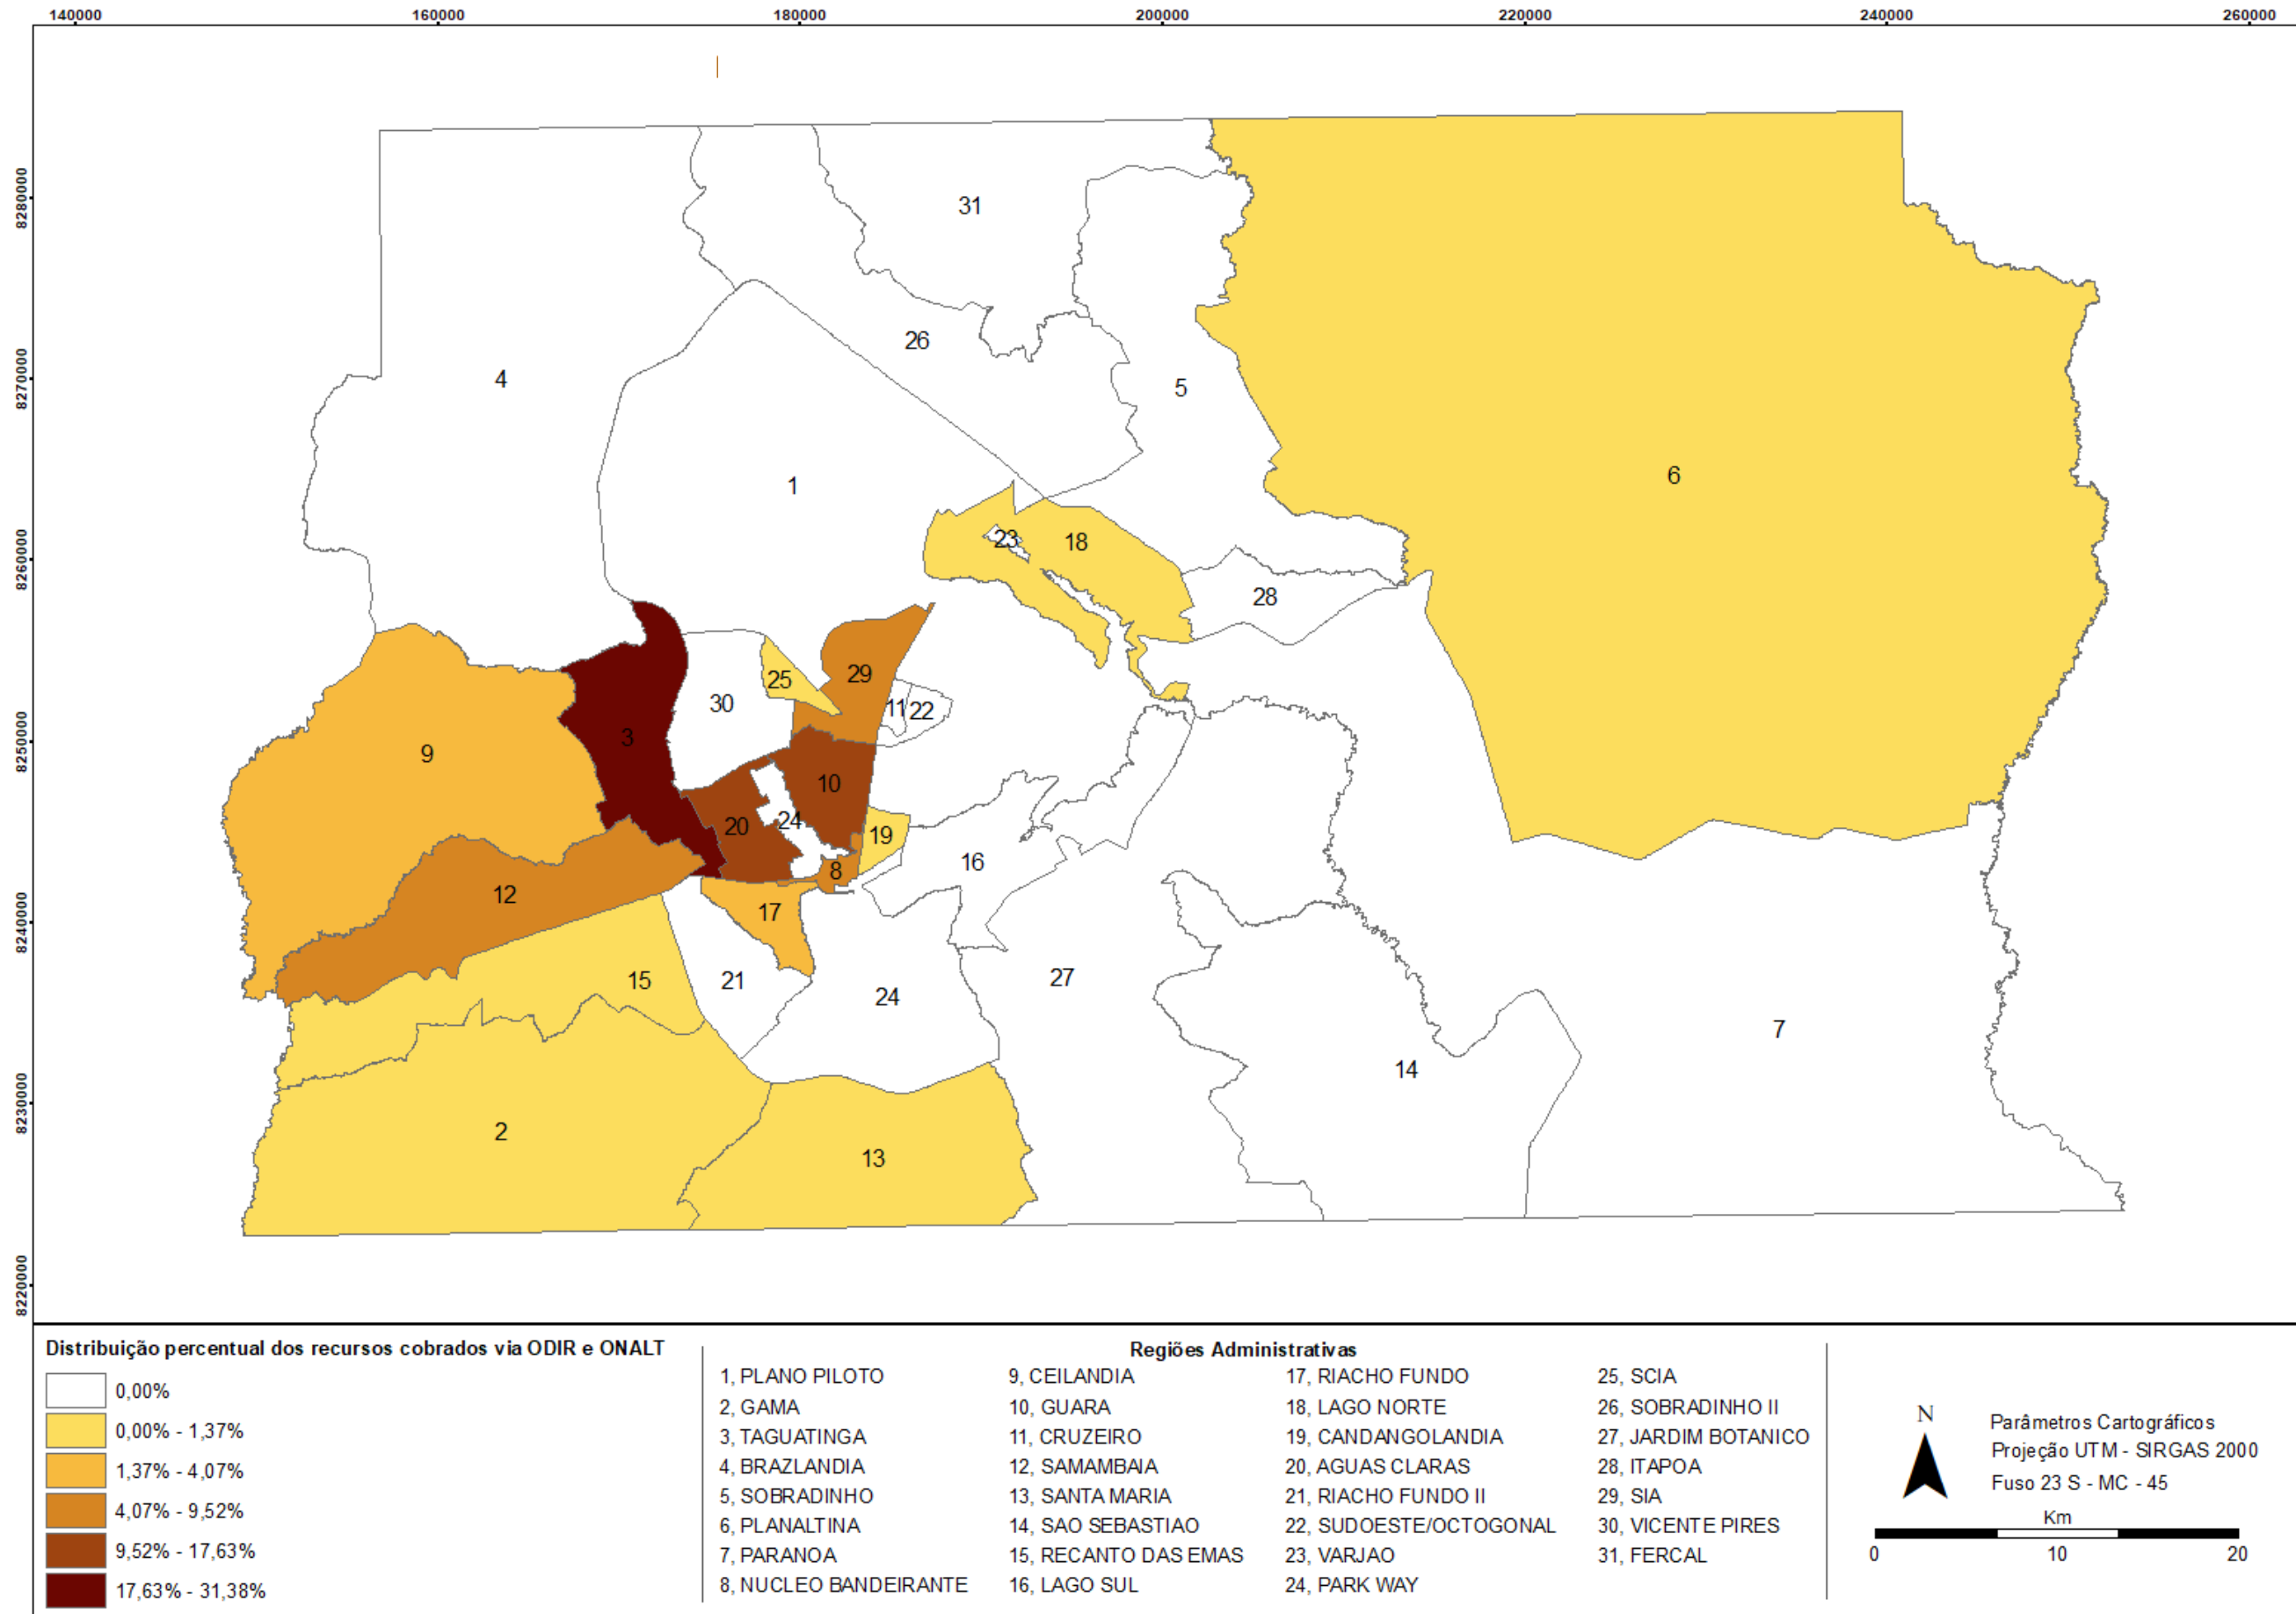 140000 160000 180000 200000 220000 240000 260000
8280000
8270000
8260000
8250000
8240000
8230000
8220000
31
26
4
5
1
6
23
18
28
29
25
30
11
22
3
9
10
20
24
19
16
8
12
17
15
21
24
27
7
14
2
13
Distribuição percentual dos recursos cobrados via ODIR e ONALT
0,00%
0,00% - 1,37%
1,37% - 4,07%
4,07% - 9,52%
9,52% - 17,63%
17,63% - 31,38%
Regiões Administrativas
1, PLANO PILOTO
2, GAMA
3, TAGUATINGA
4, BRAZLANDIA
5, SOBRADINHO
6, PLANALTINA
7, PARANOA
8, NUCLEO BANDEIRANTE
9, CEILANDIA
10, GUARA
11, CRUZEIRO
12, SAMAMBAIA
13, SANTA MARIA
14, SAO SEBASTIAO
15, RECANTO DAS EMAS
16, LAGO SUL
17, RIACHO FUNDO
18, LAGO NORTE
19, CANDANGOLANDIA
20, AGUAS CLARAS
21, RIACHO FUNDO II
22, SUDOESTE/OCTOGONAL
23, VARJAO
24, PARK WAY
25, SCIA
26, SOBRADINHO II
27, JARDIM BOTANICO
28, ITAPOA
29, SIA
30, VICENTE PIRES
31, FERCAL
N
Parâmetros Cartográficos
Projeção UTM - SIRGAS 2000
Fuso 23 S - MC - 45
Km
0 10 20